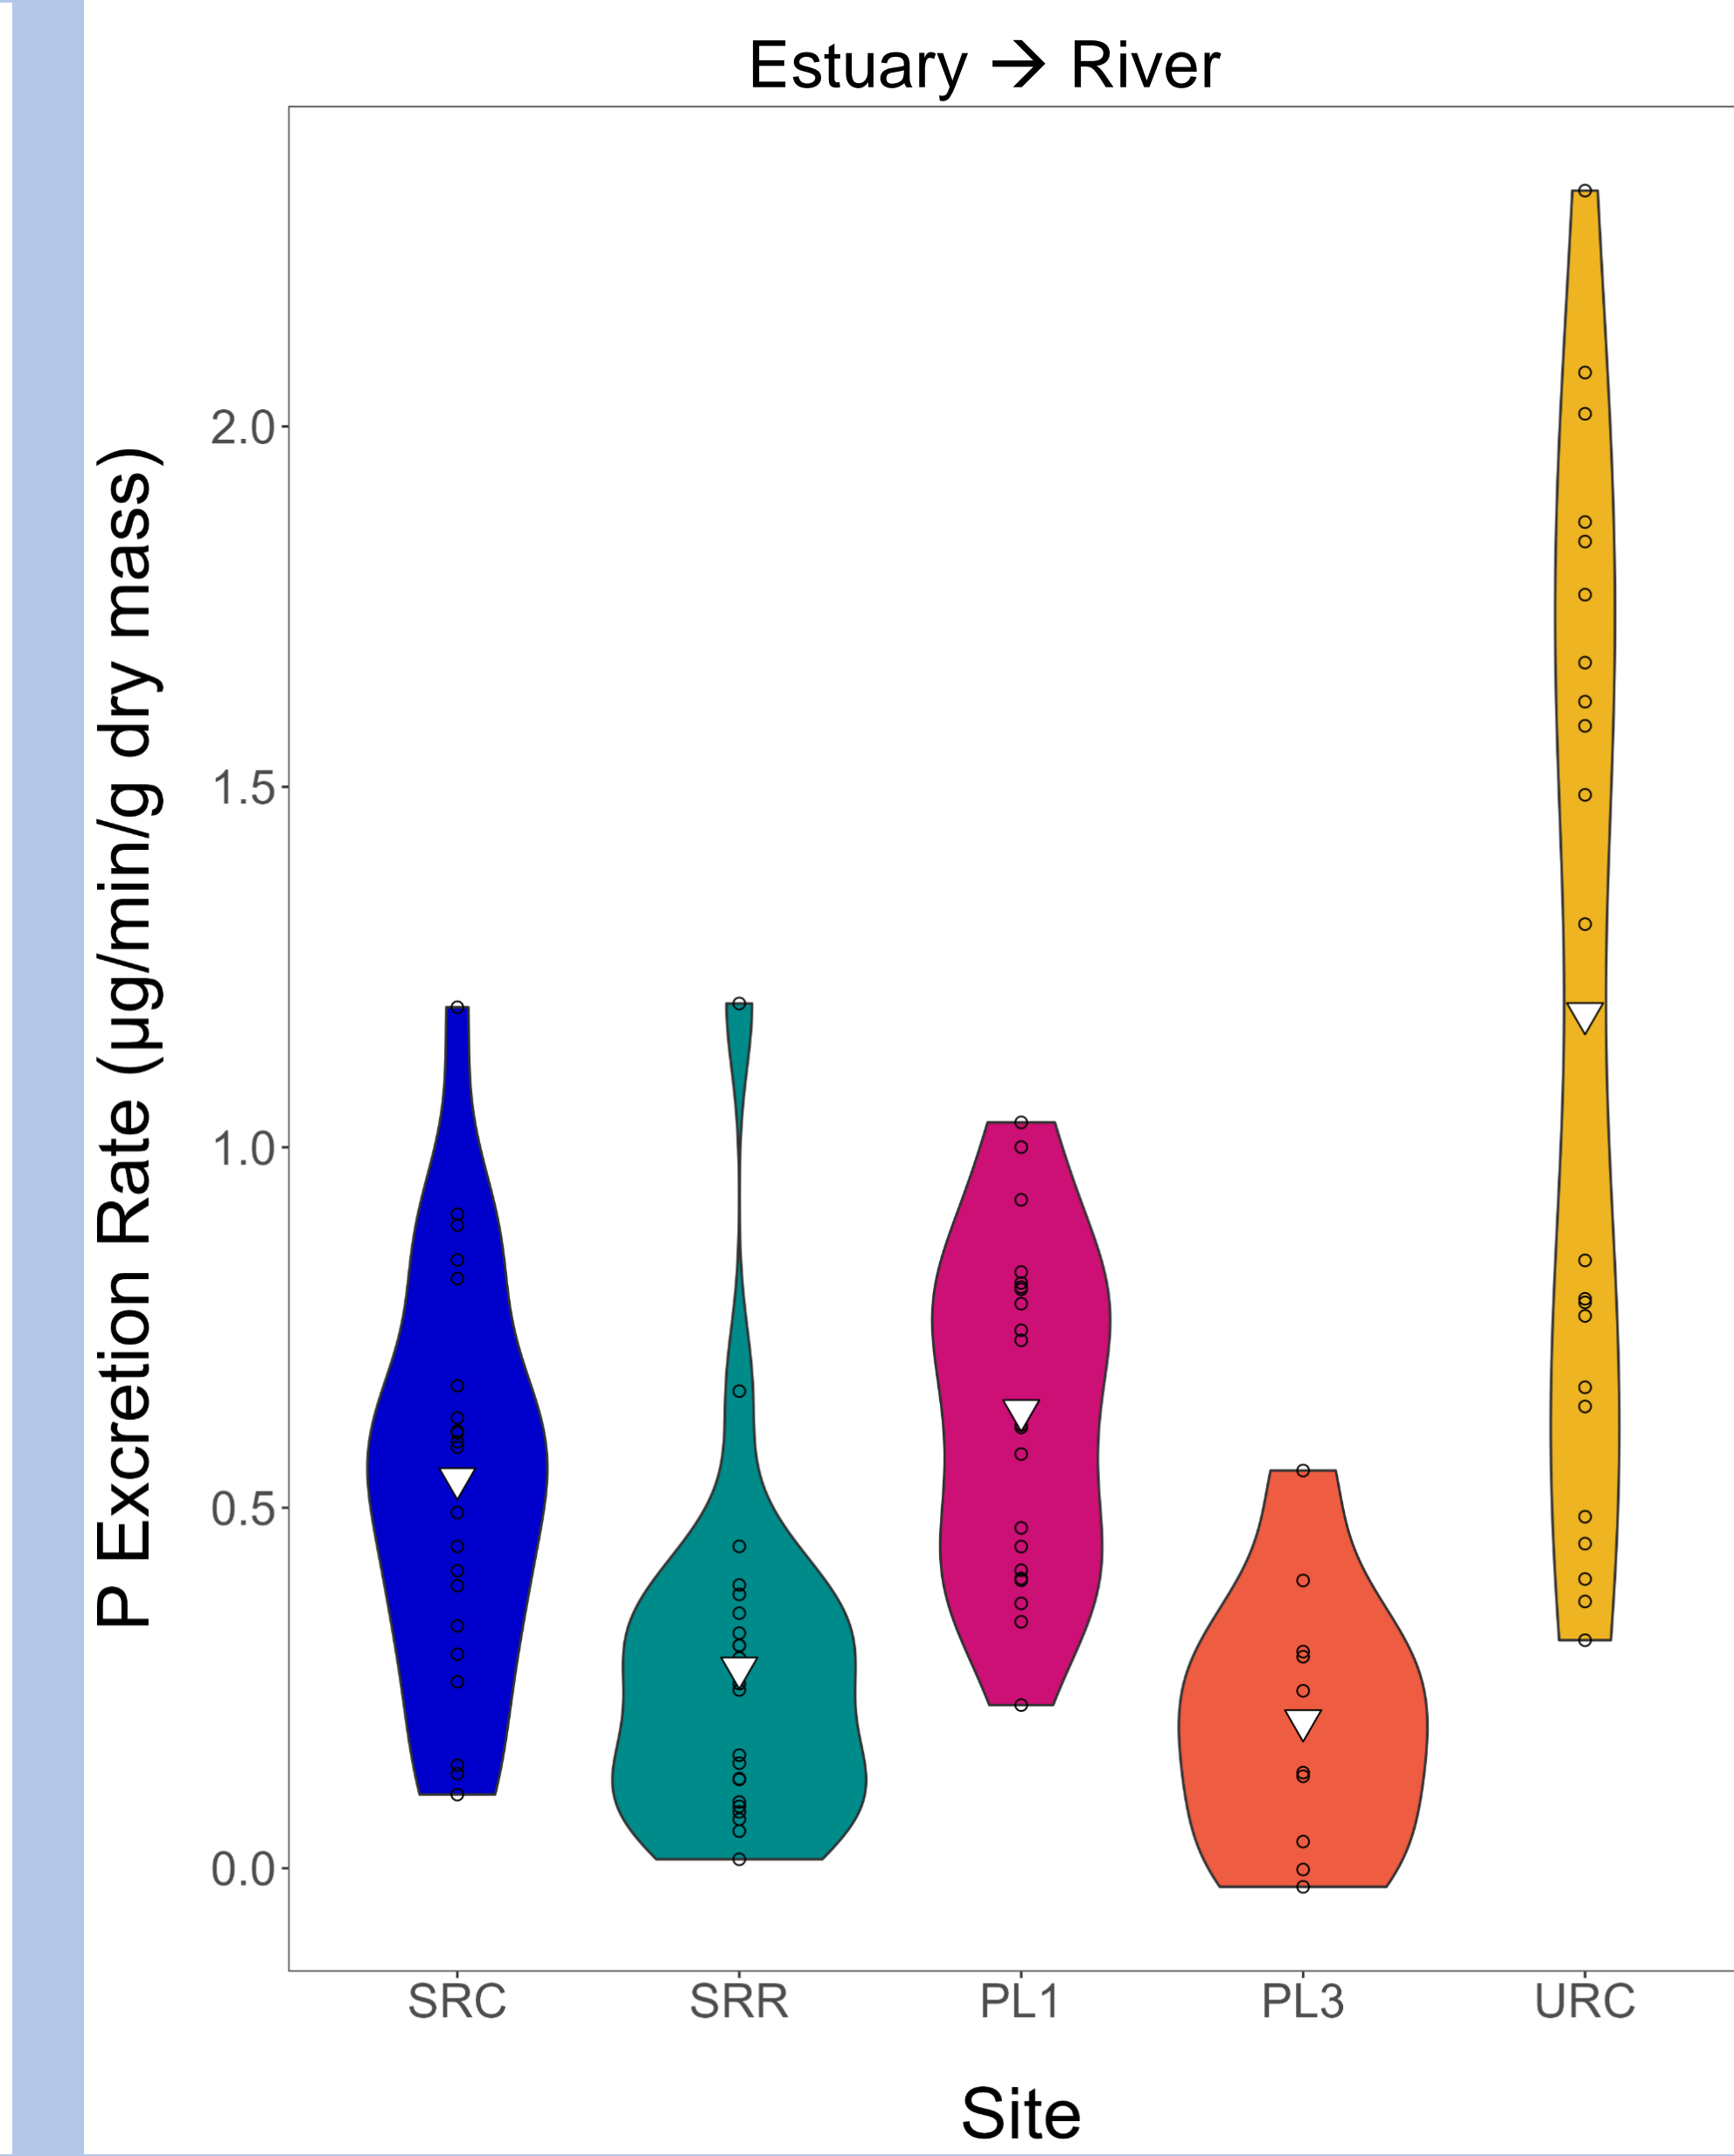 Estuary → River
P Excretion Rate (µg/min/g dry mass)
2.0
1.5
1.0
0.5
0.0
SRC SRR PL1 PL3 URC
Site